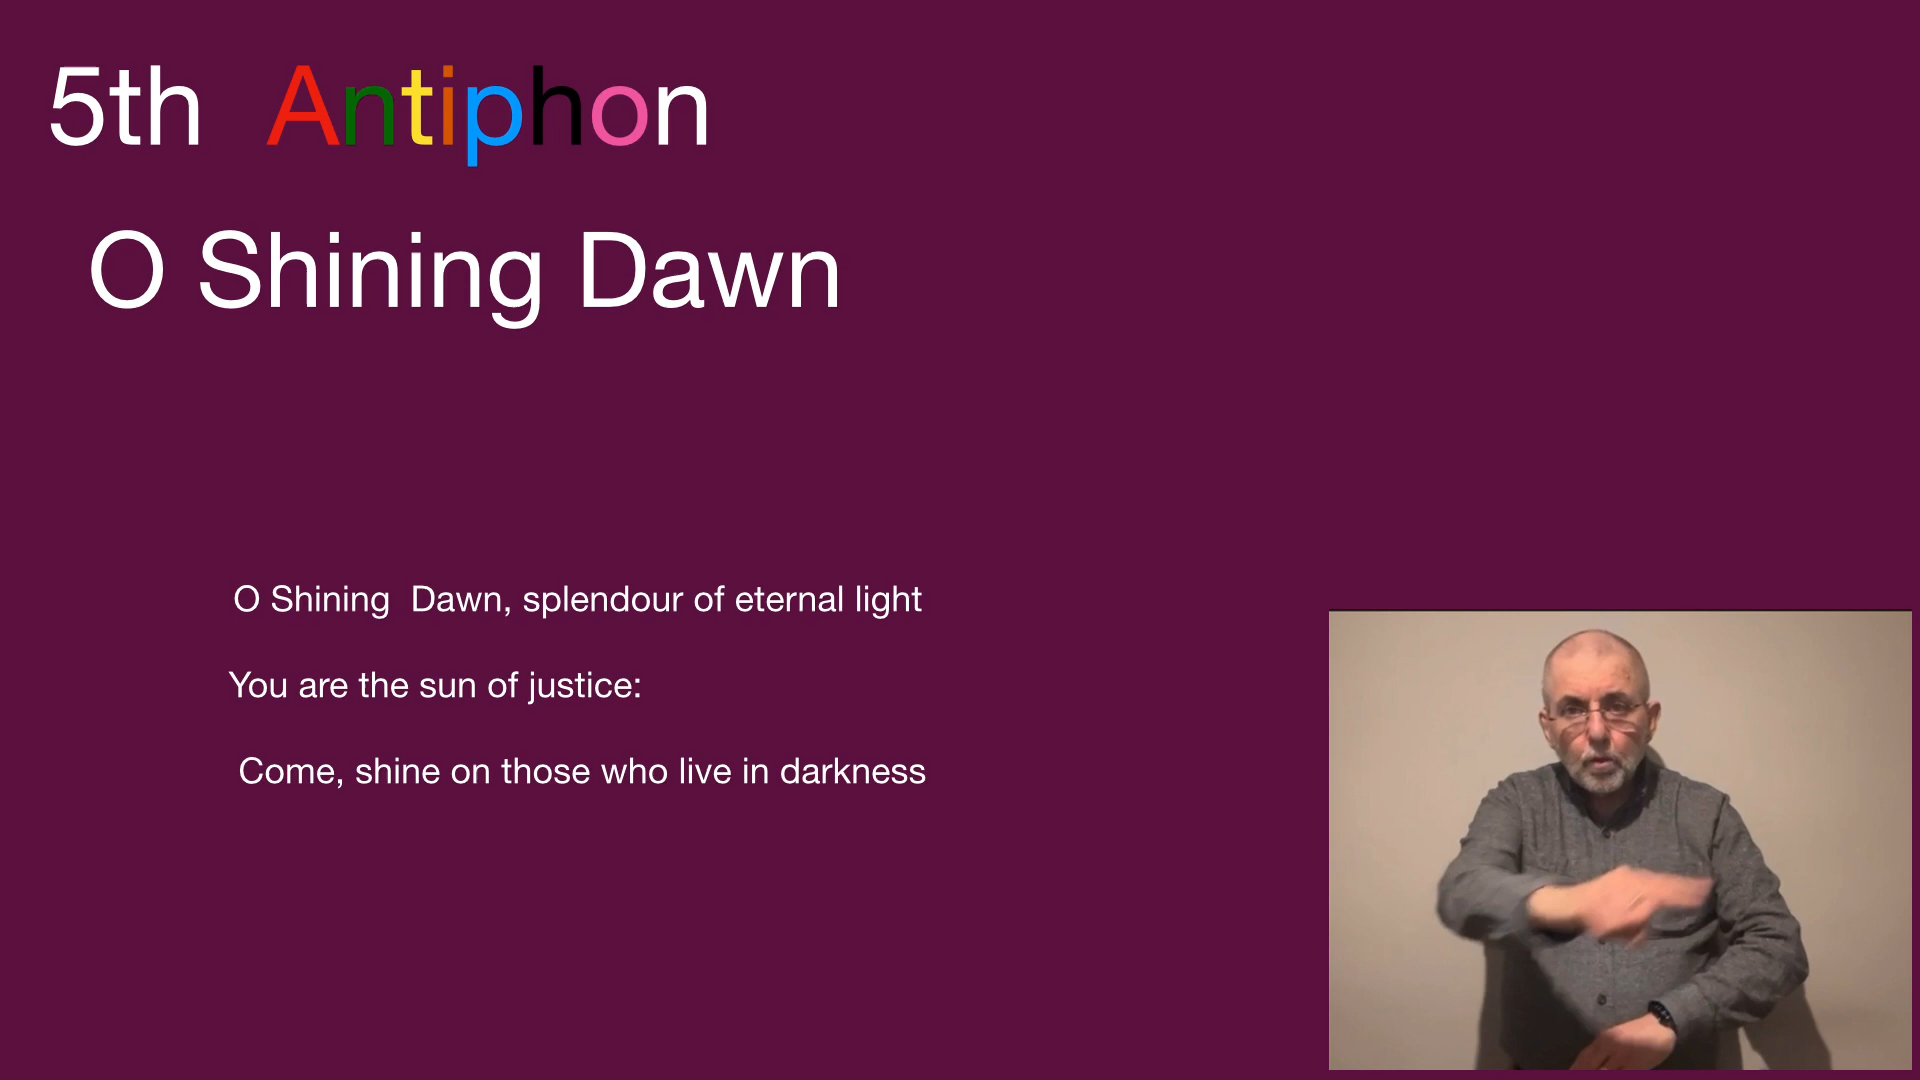 5th Antiphon
O Shining Dawn
O Shining Dawn, splendour of eternal light
You are the sun of justice:
Come, shine on those who live in darkness